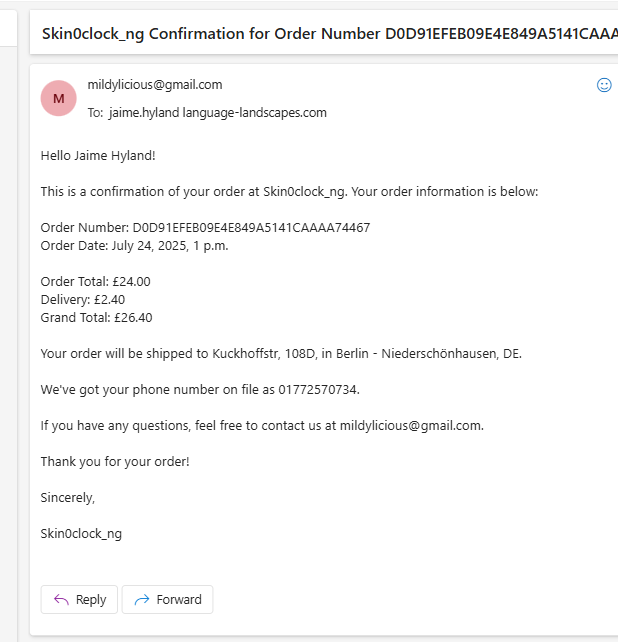 Skin0clock_ng Confirmation for Order Number D0D91EFEB09E4E849A5141CAAA
M
mildylicious@gmail.com
To: jaime.hyland language-landscapes.com
Hello Jaime Hyland!
This is a confirmation of your order at Skin0clock_ng. Your order information is below:
Order Number: D0D91EFEB09E4E849A5141CAAAA74467
Order Date: July 24, 2025, 1 p.m.
Order Total: £24.00
Delivery: £2.40
Grand Total: £26.40
Your order will be shipped to Kuckhoffstr, 108D, in Berlin - Niederschönhausen, DE.
We've got your phone number on file as 01772570734.
If you have any questions, feel free to contact us at mildylicious@gmail.com.
Thank you for your order!
Sincerely,
Skin0clock_ng
Reply
Forward